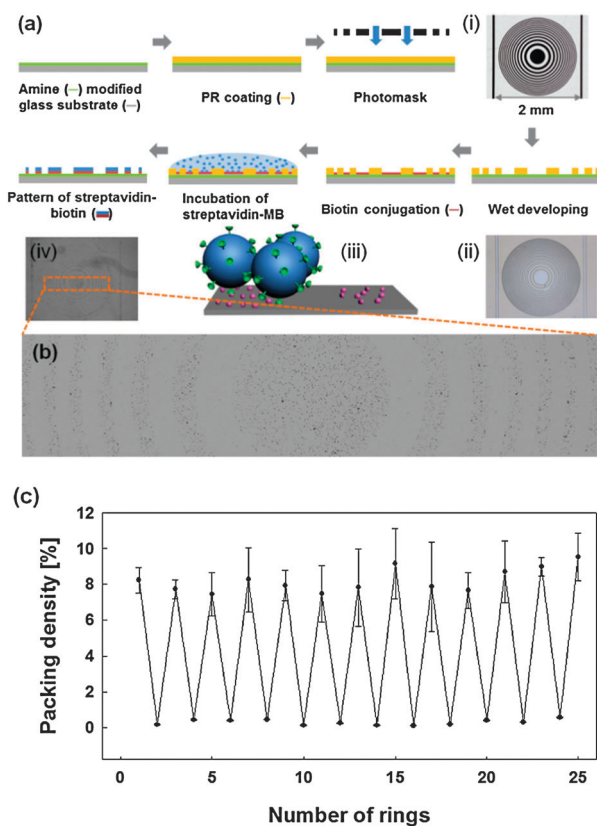 (a)
(i)
Amine (–) modified
glass substrate (–)
PR coating (–)
Photomask
2 mm
Pattern of streptavidin-
biotin (=)
Incubation of
streptavidin-MB
Biotin conjugation (–)
Wet developing
(iv)
(iii)
(ii)
(b)
(c)
Packing density [%]
12
10
8
6
4
2
0
0 5 10 15 20 25
Number of rings